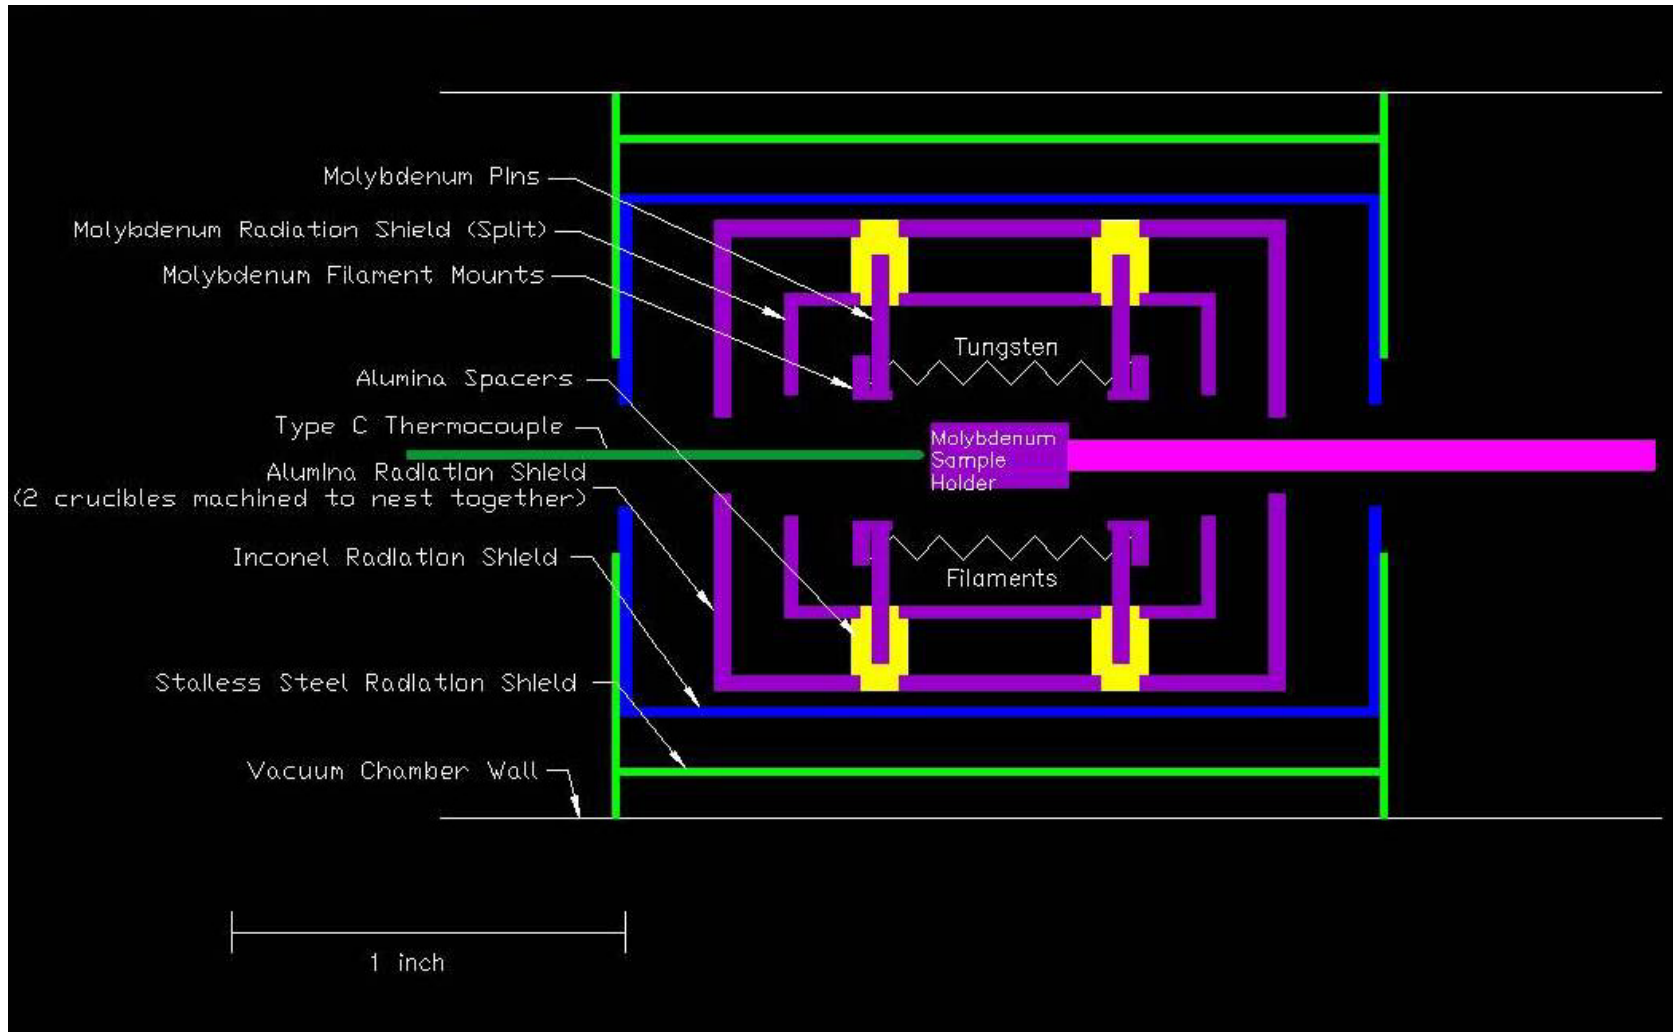 Molybdenum Pins
Molybdenum Radiation Shield (Split)
Molybdenum Filament Mounts
Tungsten
Alumina Spacers
Type C Thermocouple
Molybdenum
Sample
Holder
Alumina Radiation Shield
(2 crucibles machined to nest together)
Inconel Radiation Shield
Filaments
Stailess Steel Radiation Shield
Vacuum Chamber Wall
1 inch